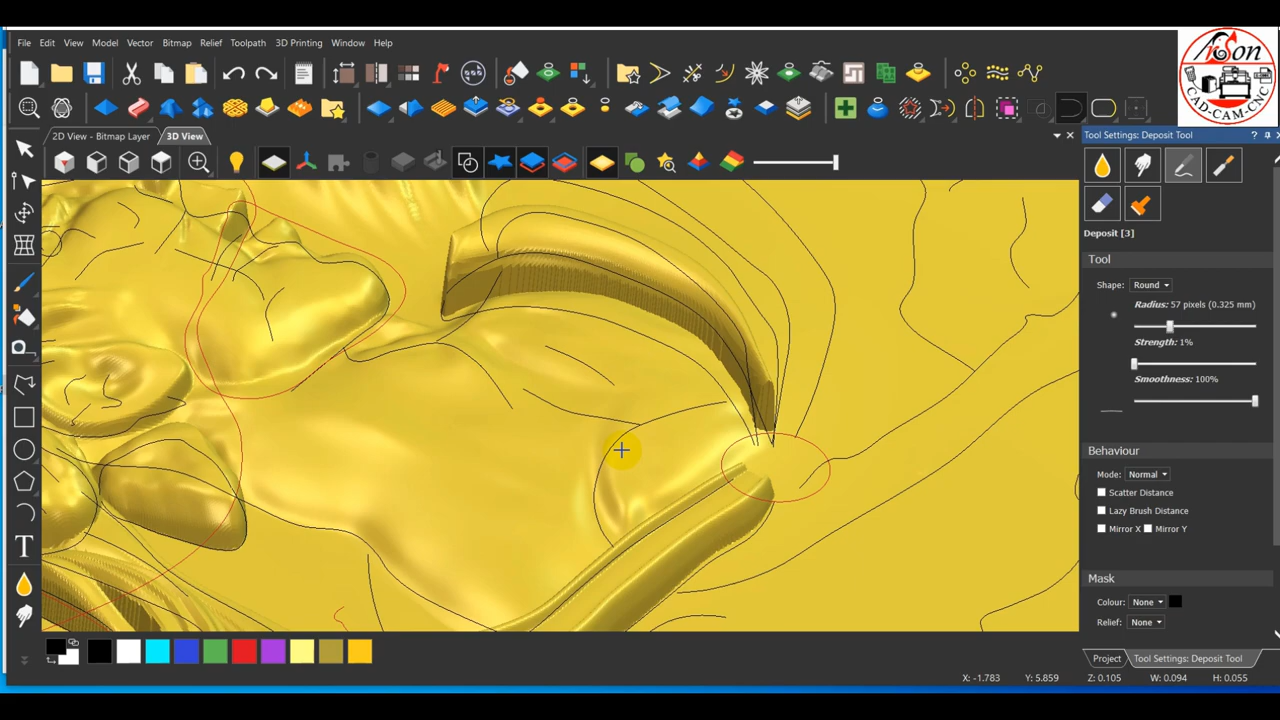 File Edit View Model Vector Bitmap Relief Toolpath 3D Printing Window Help
CAD-CAM-CNC
2D View - Bitmap Layer 3D View
Tool Settings: Deposit Tool
Deposit [3]
Tool
Shape: Round
Radius: 57 pixels (0.325 mm)
Strength: 1%
Smoothness: 100%
Behaviour
Mode: Normal
Scatter Distance
Lazy Brush Distance
Mirror X Mirror Y
Mask
Colour: None
Relief: None
Project Tool Settings: Deposit Tool
X: -1.783 Y: 5.859 Z: 0.105 W: 0.094 H: 0.055